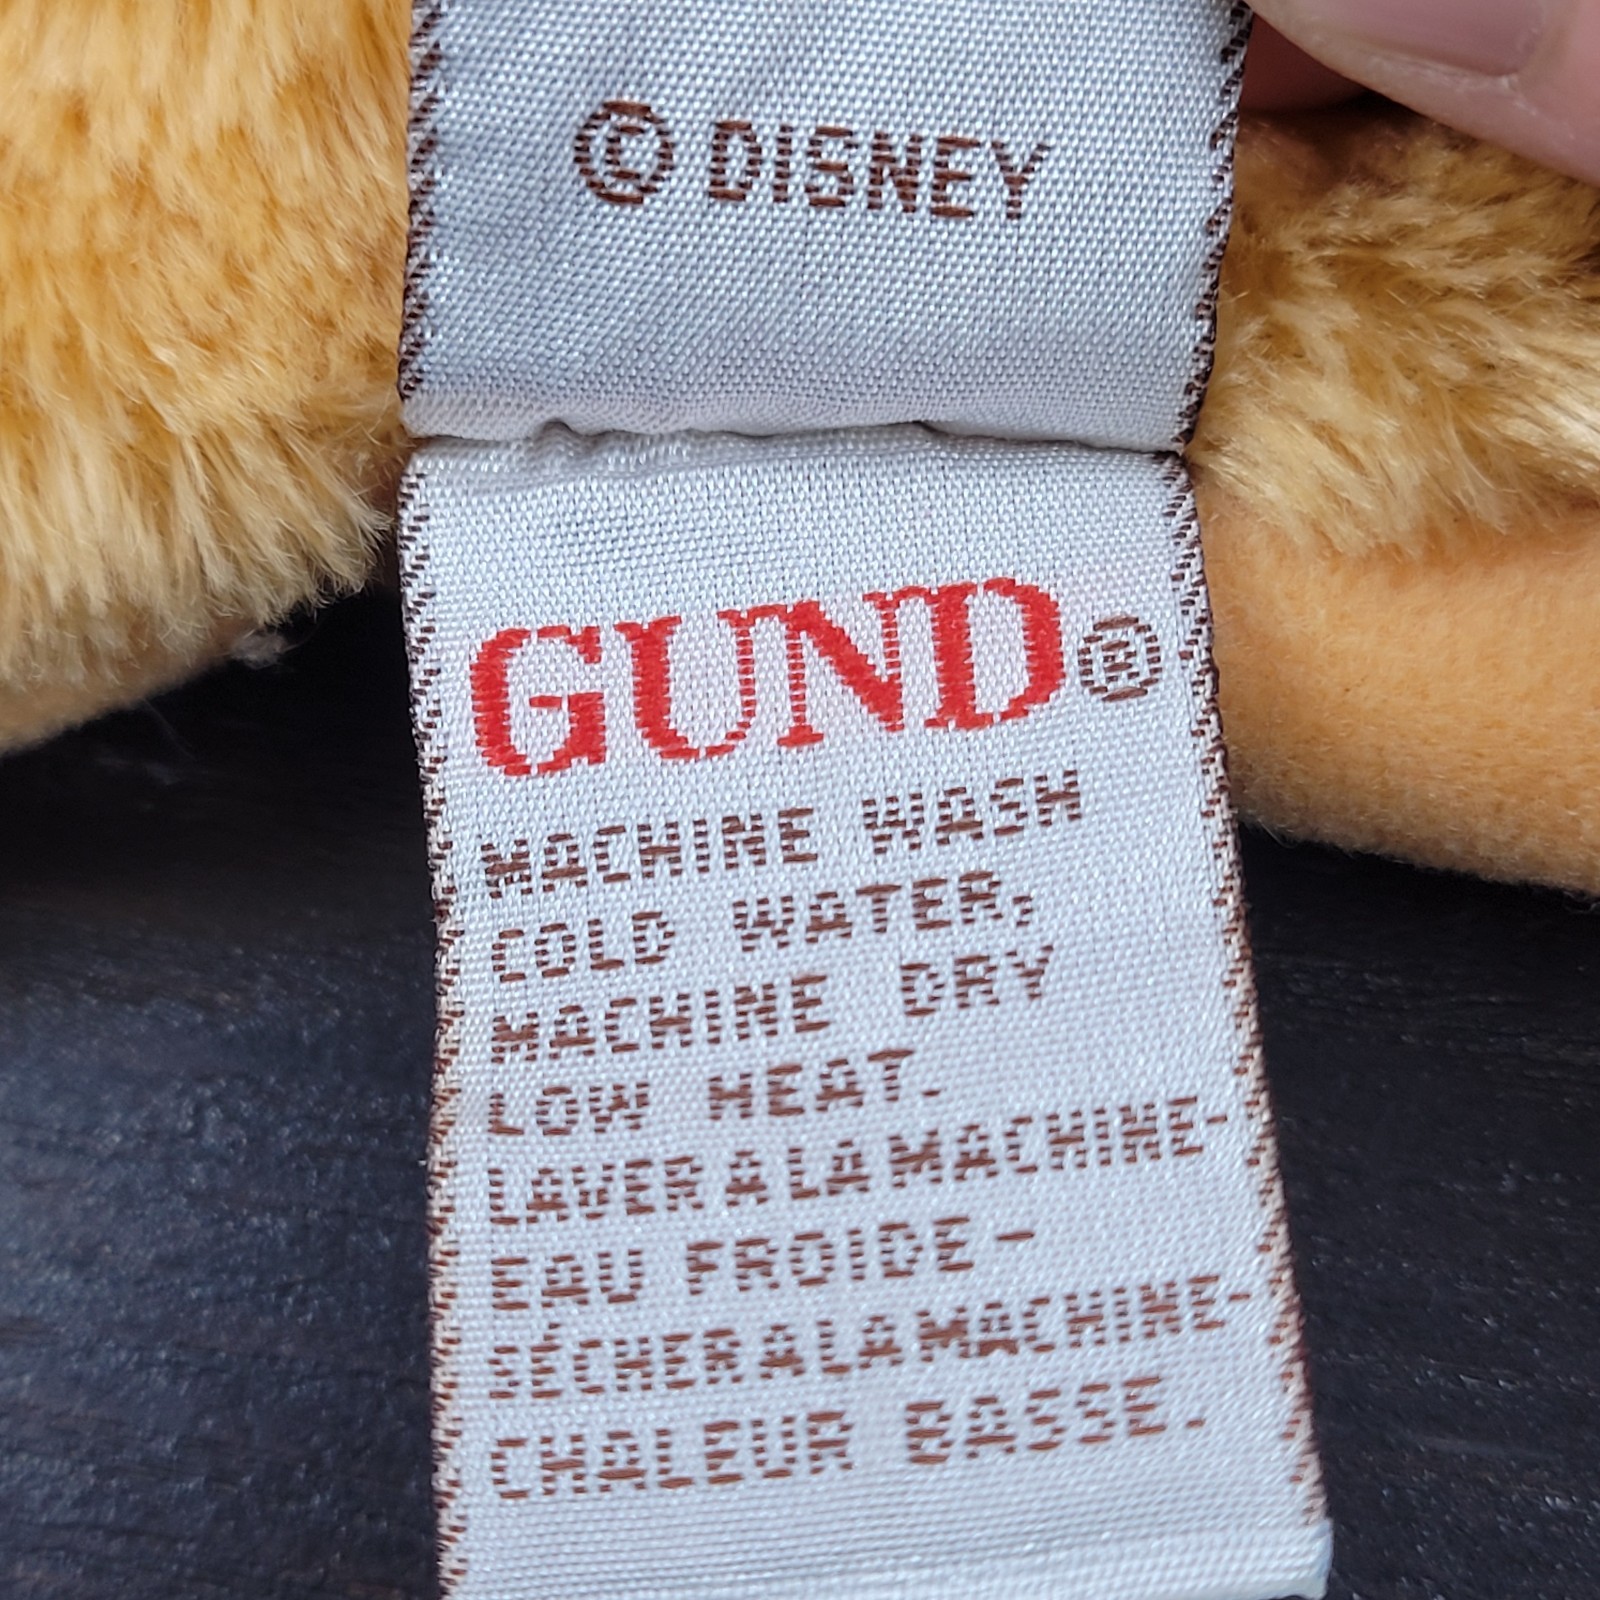 © DISNEY
GUND®
MACHINE WASH
COLD WATER,
MACHINE DRY
LOW HEAT.
LAVER A LA MACHINE-
EAU FROIDE-
SÉCHER A LA MACHINE-
CHALEUR BASSE.